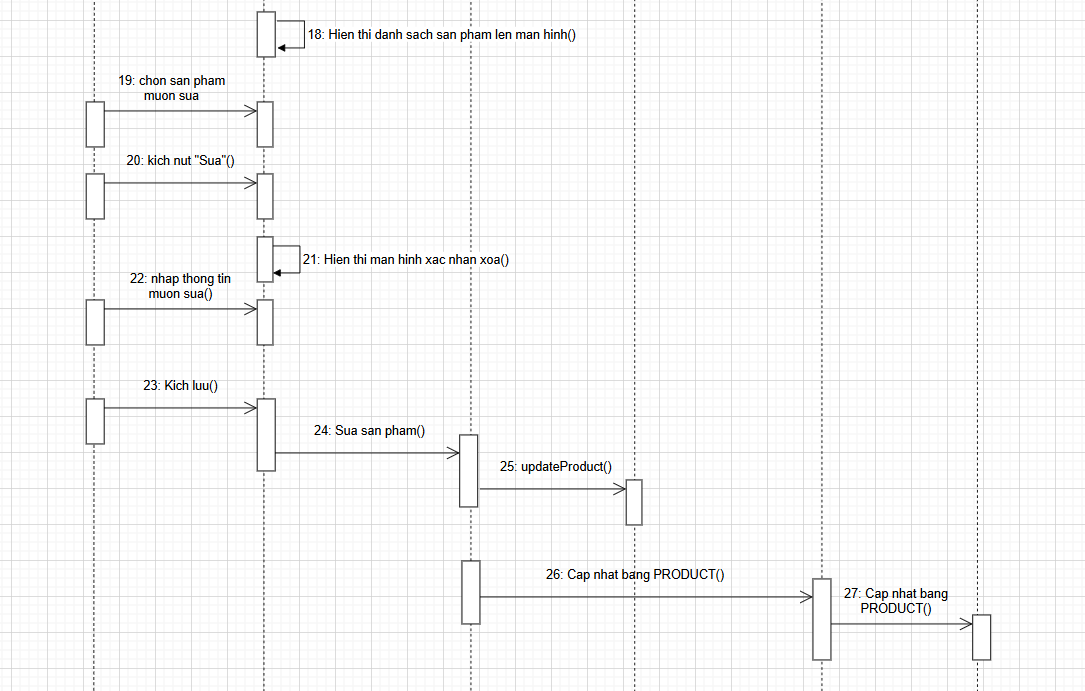 18: Hien thi danh sach san pham len man hinh()
19: chon san pham
muon sua
20: kich nut "Sua"()
21: Hien thi man hinh xac nhan xoa()
22: nhap thong tin
muon sua()
23: Kich luu()
24: Sua san pham()
25: updateProduct()
26: Cap nhat bang PRODUCT()
27: Cap nhat bang
PRODUCT()